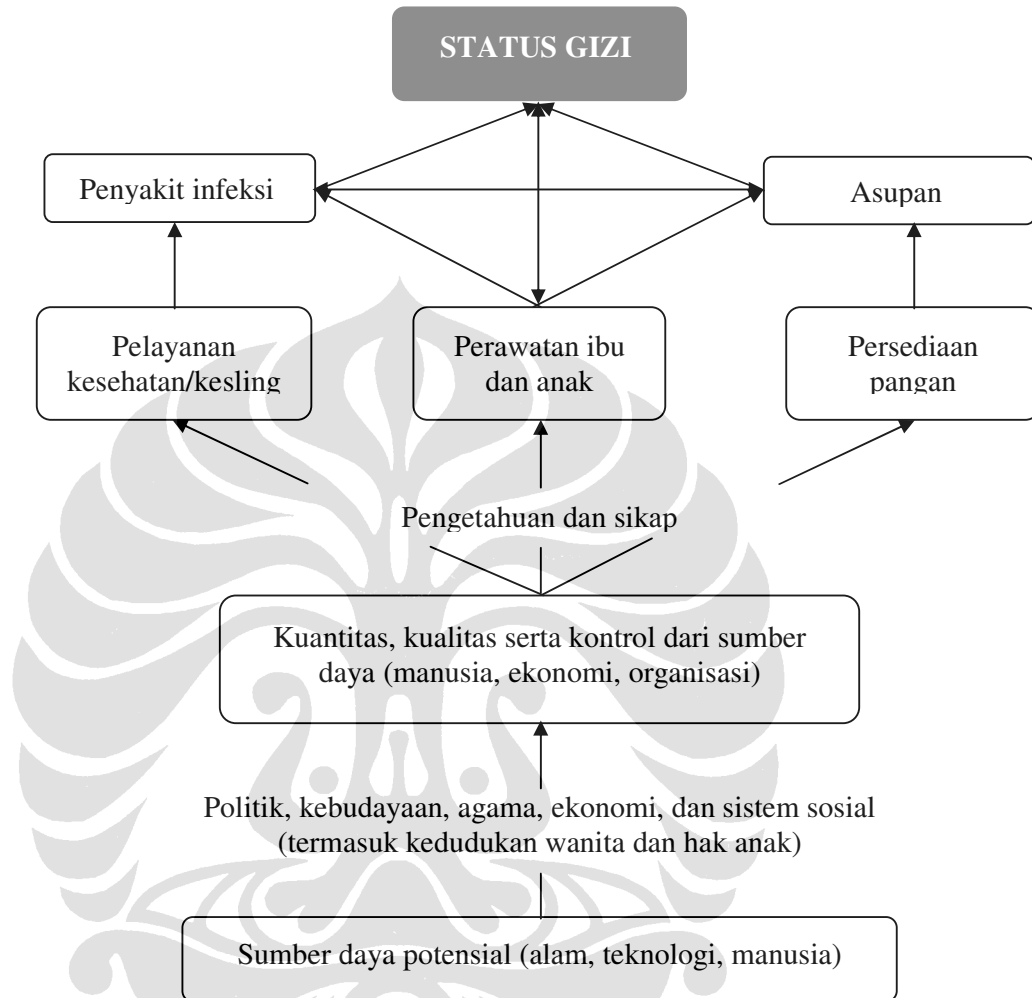 STATUS GIZI
Penyakit infeksi
Asupan
Pelayanan
kesehatan/kesling
Perawatan ibu
dan anak
Persediaan
pangan
Pengetahuan dan sikap
Kuantitas, kualitas serta kontrol dari sumber
daya (manusia, ekonomi, organisasi)
Politik, kebudayaan, agama, ekonomi, dan sistem sosial
(termasuk kedudukan wanita dan hak anak)
Sumber daya potensial (alam, teknologi, manusia)